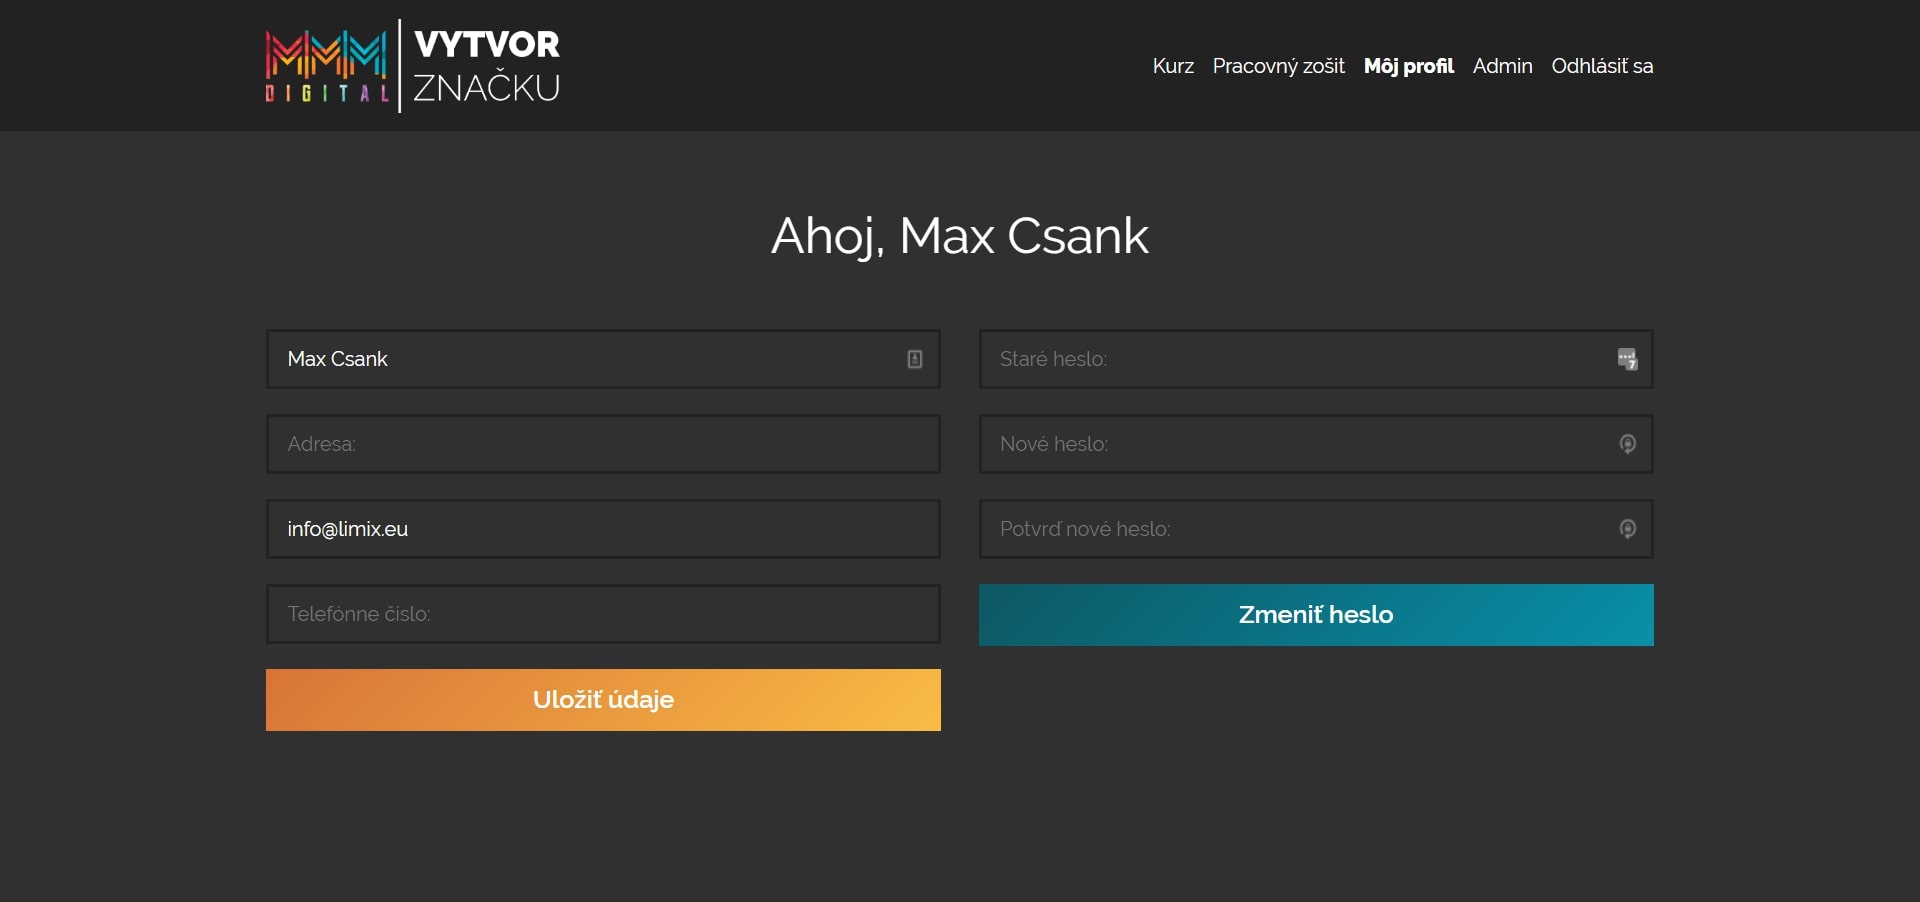 MMM
DIGITAL
VYTVOR
ZNAČKU
Kurz Pracovný zošit Môj profil Admin Odhlásiť sa
Ahoj, Max Csank
Max Csank
Adresa:
info@limix.eu
Telefónne číslo:
Uložiť údaje
Staré heslo:
7
Nové heslo:
Potvrď nové heslo:
Zmeniť heslo